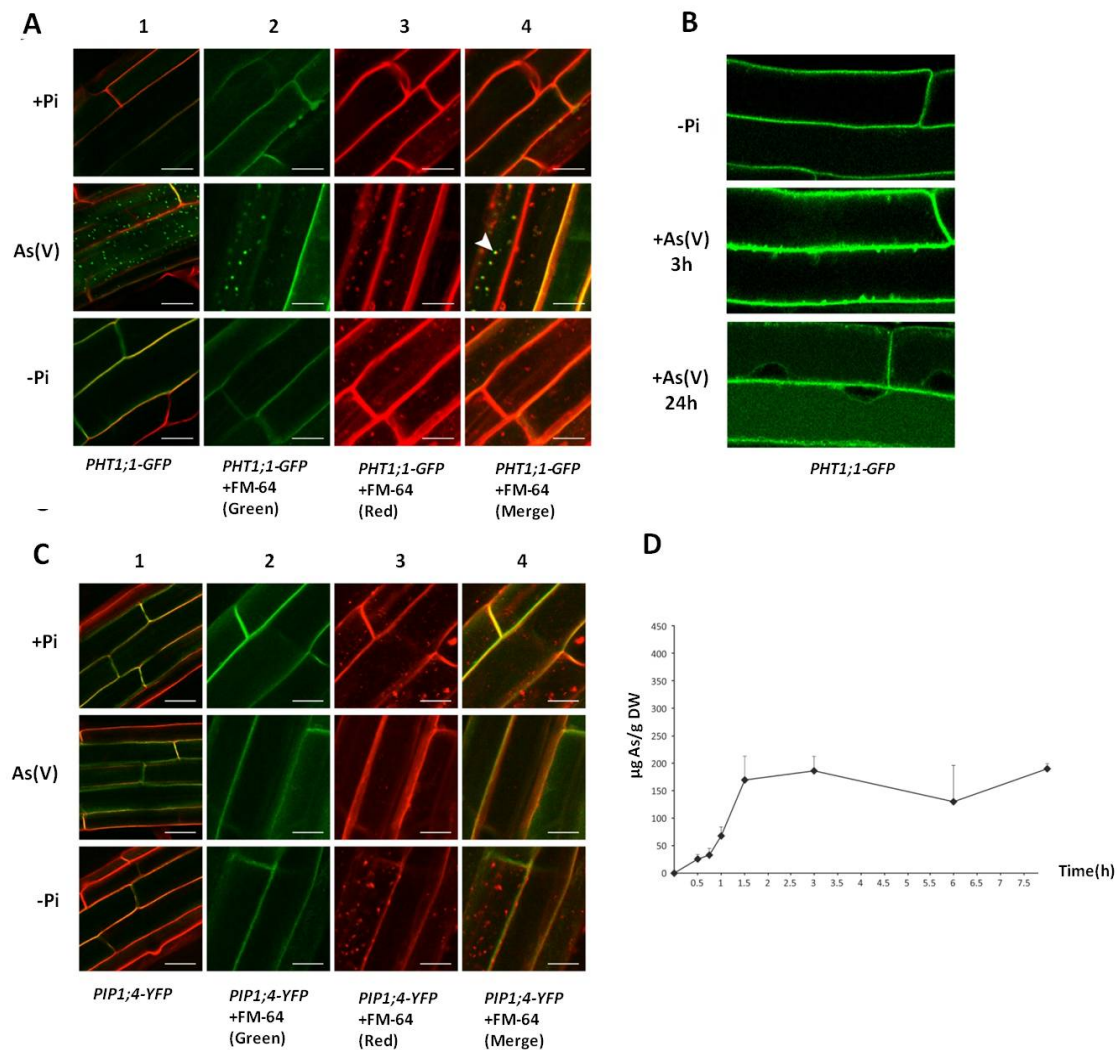 A
1 2 3 4
+Pi
As(V)
-Pi
PHT1;1-GFP
PHT1;1-GFP
+FM-64
(Green)
PHT1;1-GFP
+FM-64
(Red)
PHT1;1-GFP
+FM-64
(Merge)
B
-Pi
+As(V)
3h
+As(V)
24h
PHT1;1-GFP
C
1 2 3 4
+Pi
As(V)
-Pi
PIP1;4-YFP
PIP1;4-YFP
+FM-64
(Green)
PIP1;4-YFP
+FM-64
(Red)
PIP1;4-YFP
+FM-64
(Merge)
D
µg As/g DW
450
400
350
300
250
200
150
100
50
0
0.5 1 1.5 2 2.5 3 3.5 4 4.5 5 5.5 6 6.5 7 7.5
Time(h)